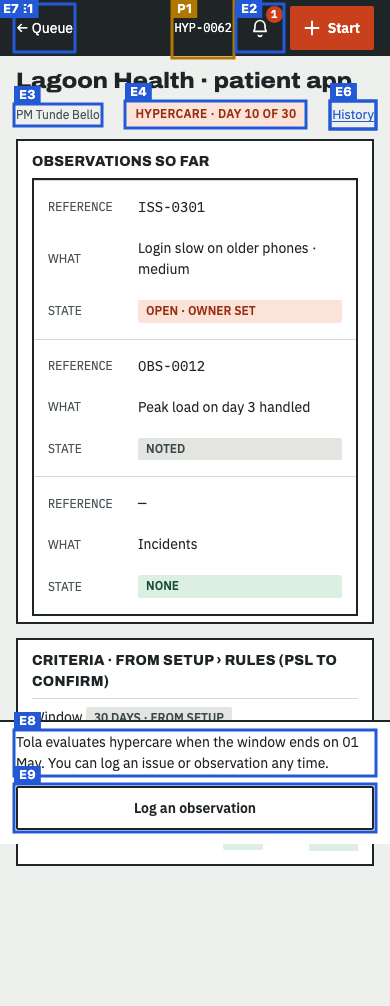 E7 E1 P1 E2 1
← Queue HYP-0062 + Start
Lagoon Health · patient app
E3 E4 E6
PM Tunde Bello HYPERCARE · DAY 10 OF 30 History
OBSERVATIONS SO FAR
REFERENCE ISS-0301
WHAT Login slow on older phones ·
medium
STATE OPEN · OWNER SET
REFERENCE OBS-0012
WHAT Peak load on day 3 handled
STATE NOTED
REFERENCE —
WHAT Incidents
STATE NONE
CRITERIA · FROM SETUP › RULES (PSL TO
CONFIRM)
Window 30 DAYS · FROM SETUP
E8
Tola evaluates hypercare when the window ends on 01
May. You can log an issue or observation any time.
E9
Log an observation